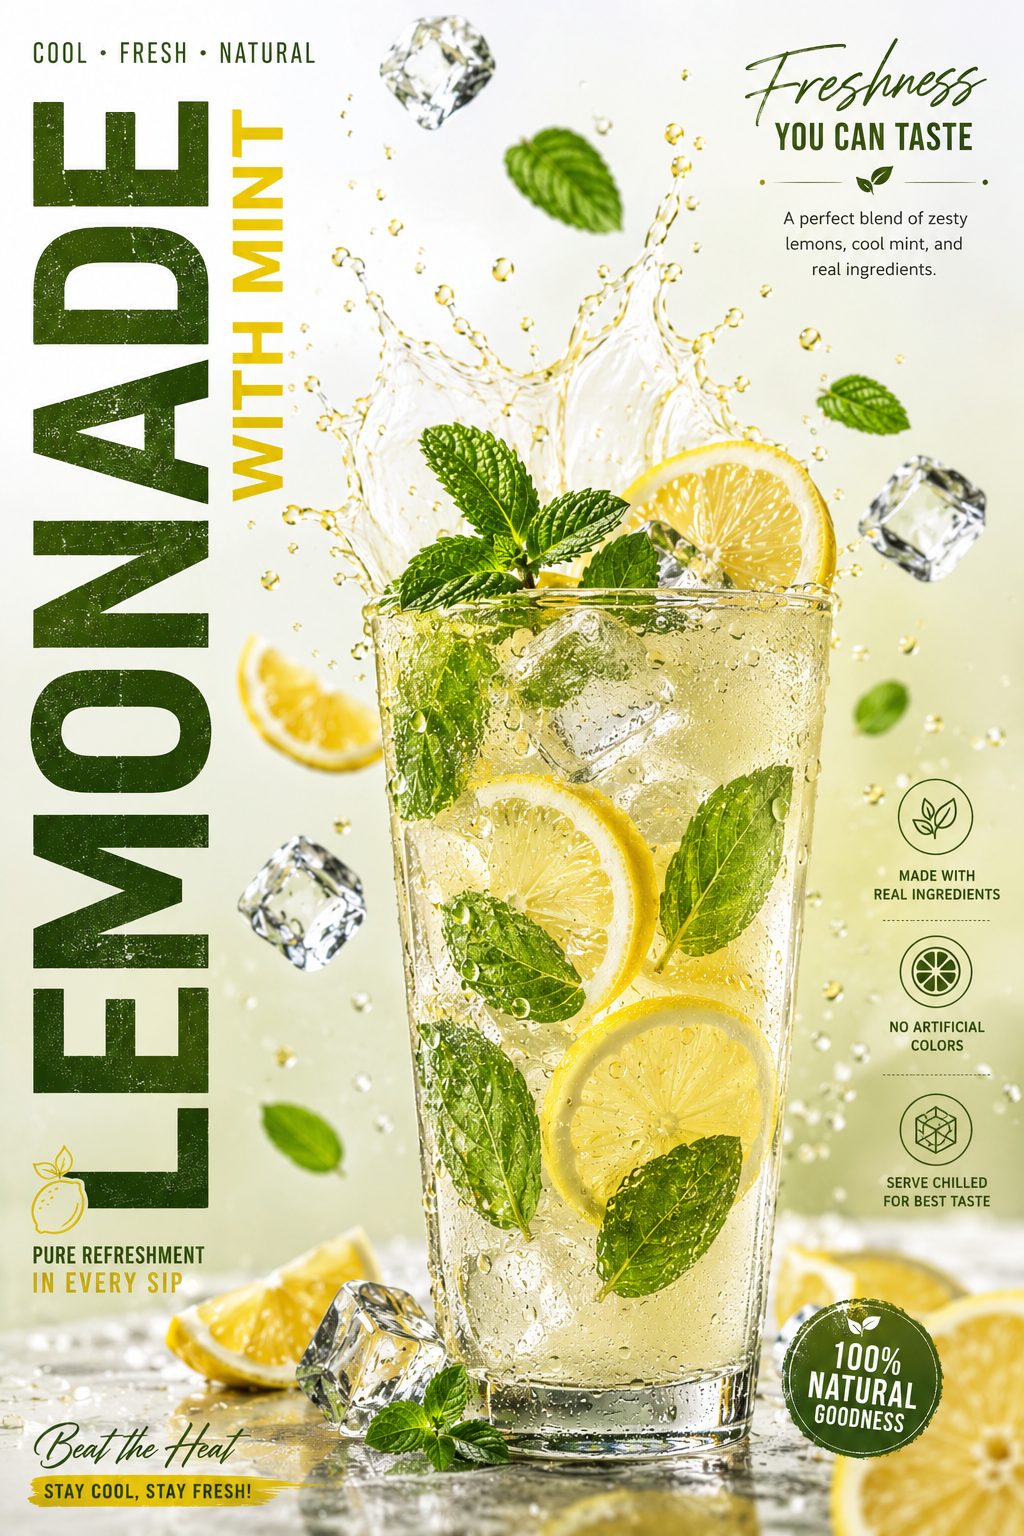 COOL • FRESH • NATURAL
LEMONADE
WITH MINT
Freshness
YOU CAN TASTE
A perfect blend of zesty
lemons, cool mint, and
real ingredients.
MADE WITH
REAL INGREDIENTS
NO ARTIFICIAL
COLORS
SERVE CHILLED
FOR BEST TASTE
PURE REFRESHMENT
IN EVERY SIP
100%
NATURAL
GOODNESS
Beat the Heat
STAY COOL, STAY FRESH!